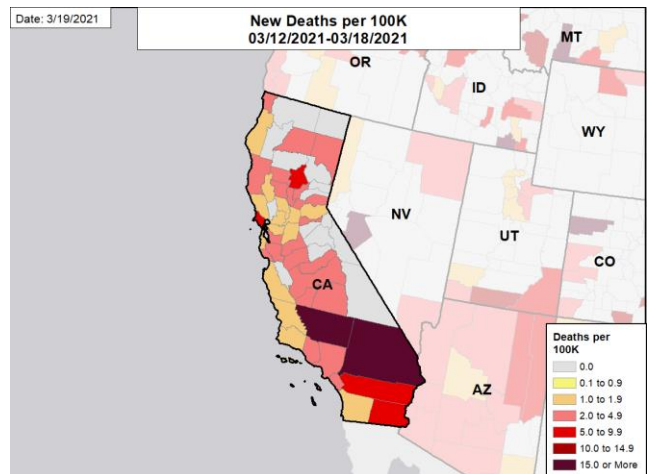 Date: 3/19/2021
New Deaths per 100K
03/12/2021-03/18/2021
MT
OR
ID
WY
NV
UT
CO
CA
AZ
Deaths per
100K
0.0
0.1 to 0.9
1.0 to 1.9
2.0 to 4.9
5.0 to 9.9
10.0 to 14.9
15.0 or More